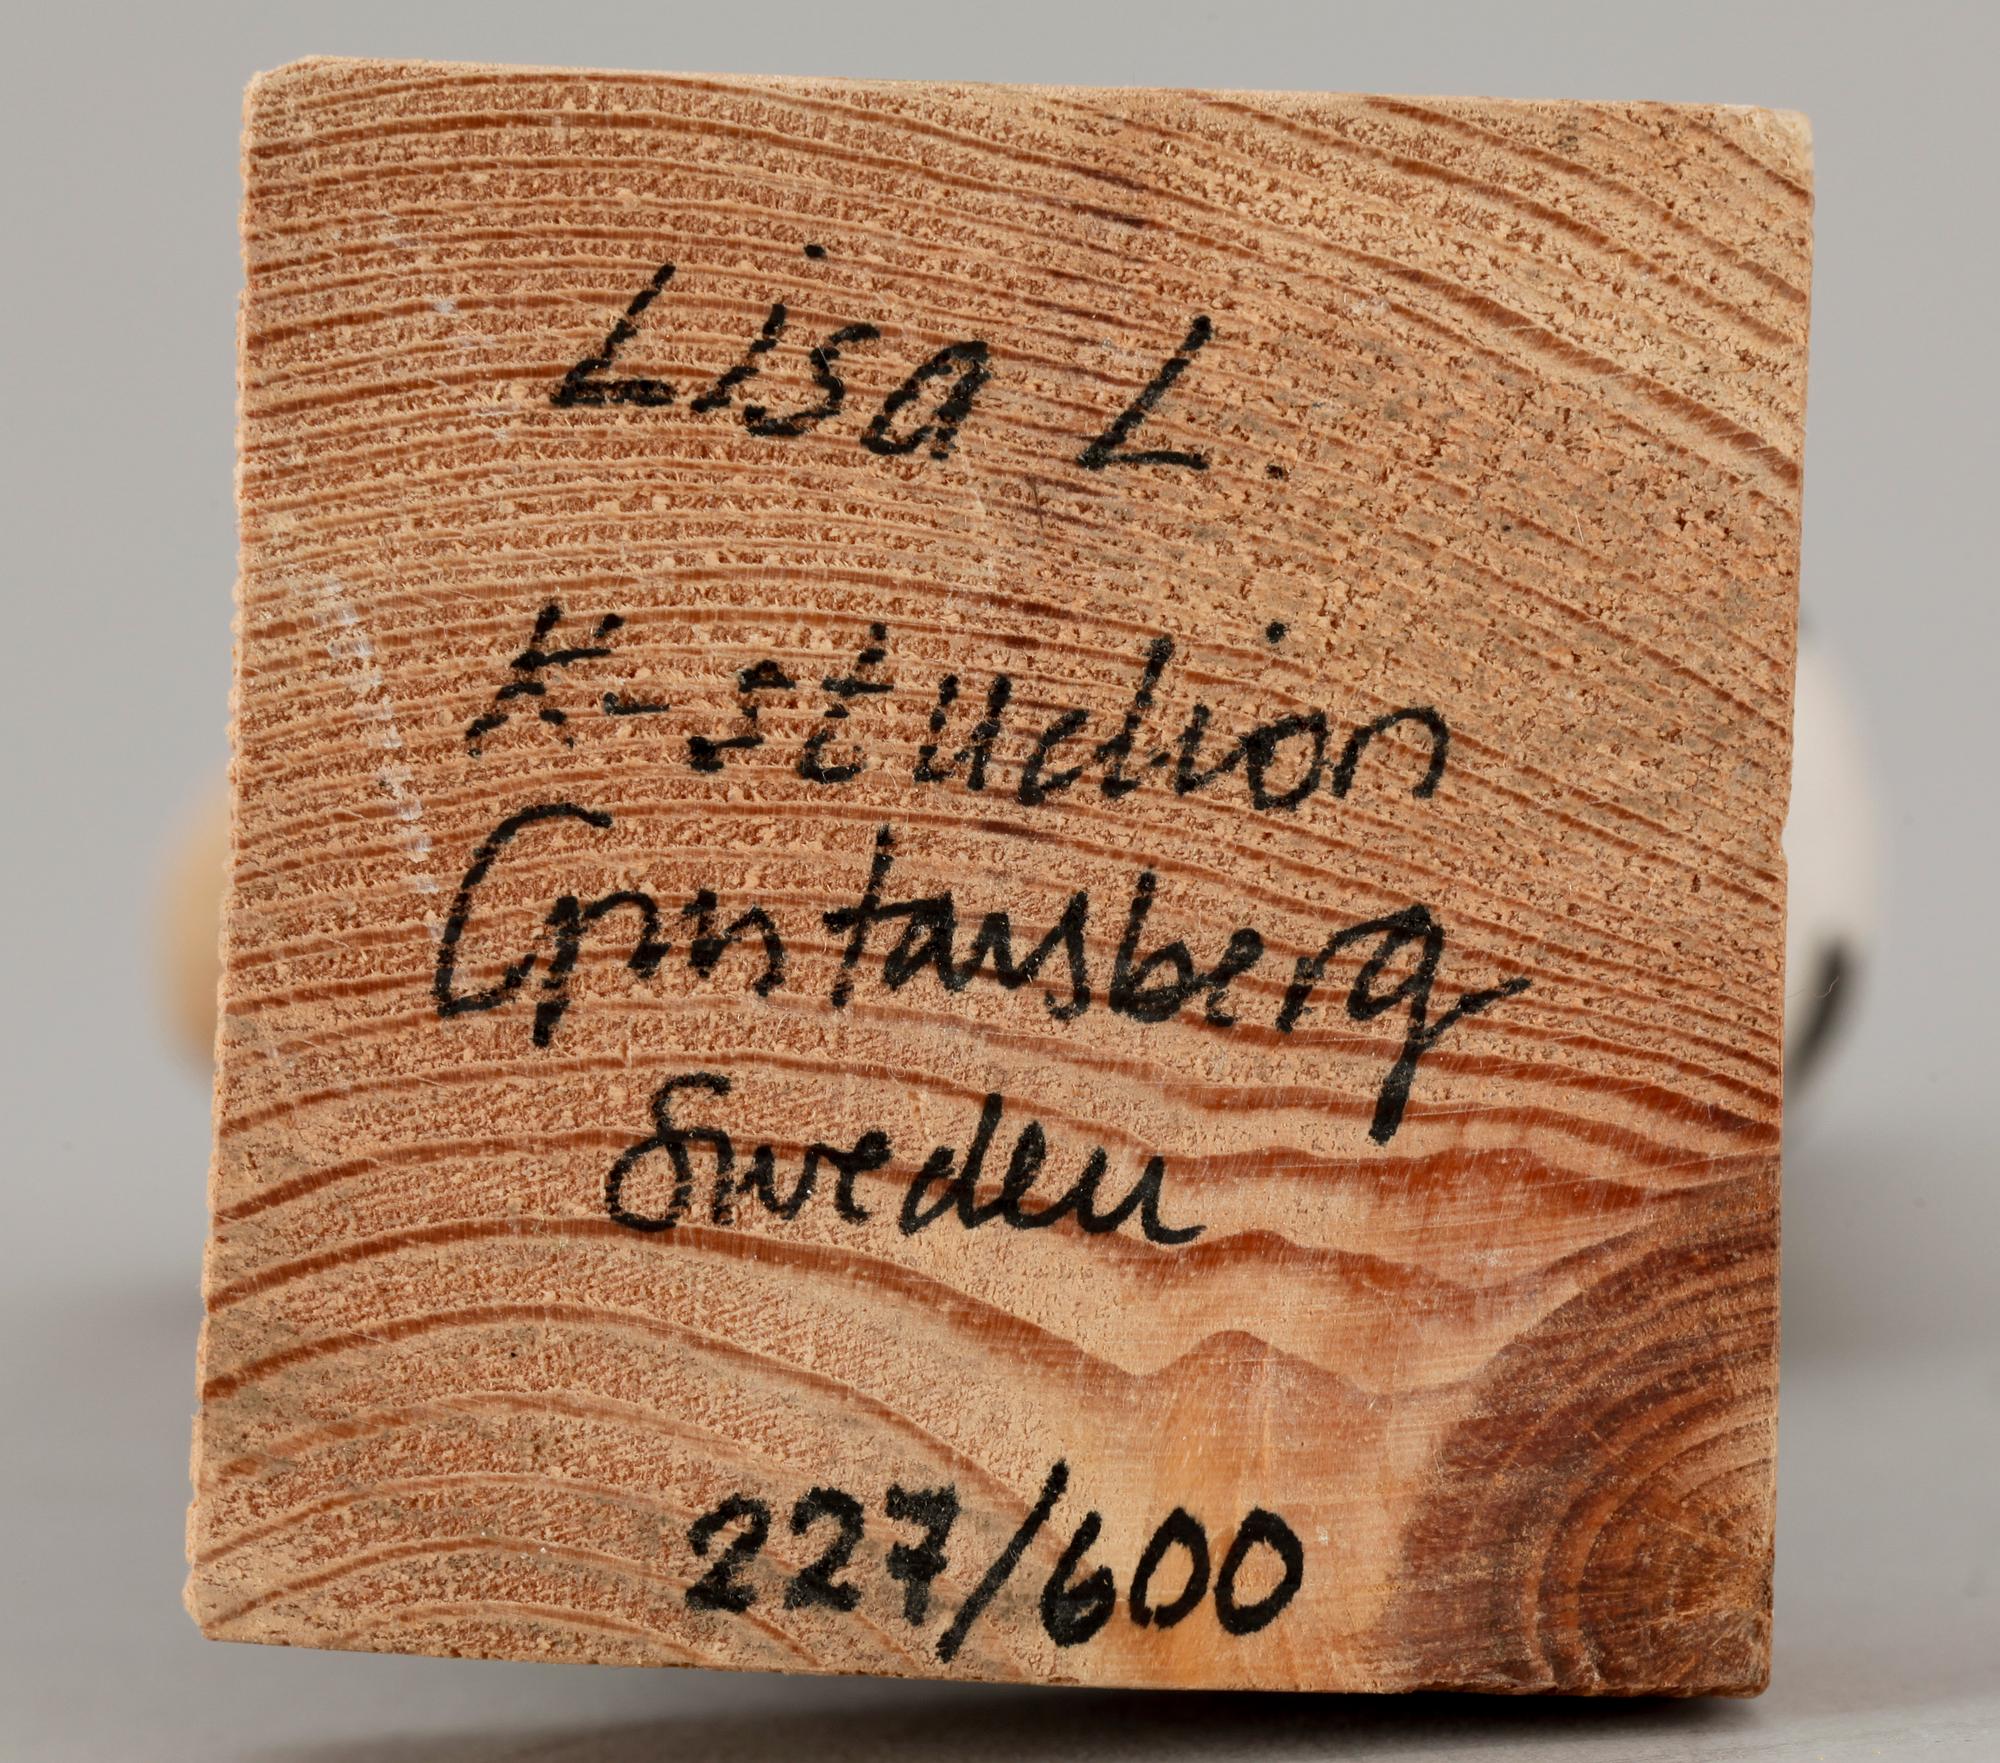 Lisa L.
K-studion
Gustavsberg
Sweden
227/600